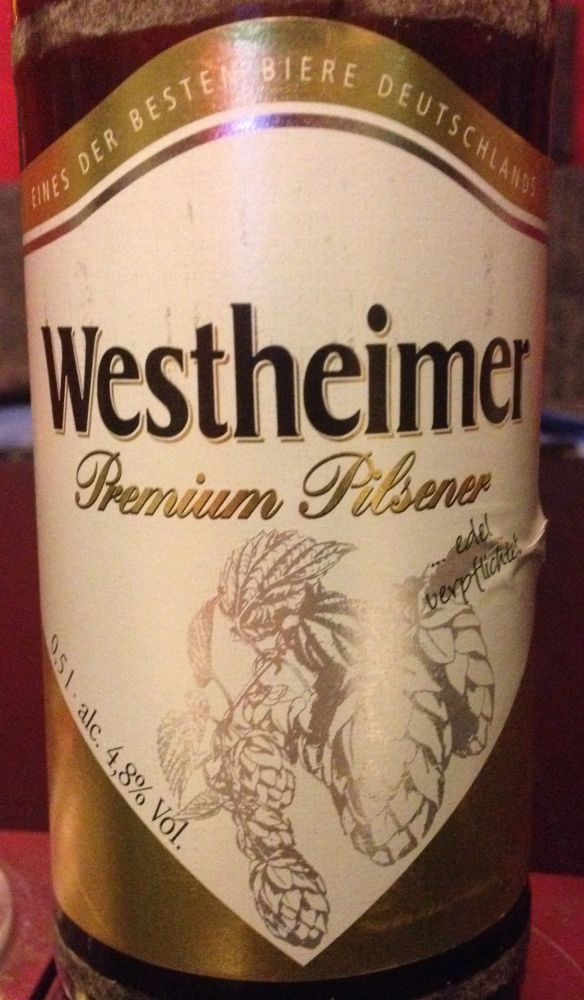 EINES DER BESTEN BIERE DEUTSCHLANDS
Westheimer
Premium Pilsener
... edel
verpflichtet
0,5 l · alc. 4,8% Vol.